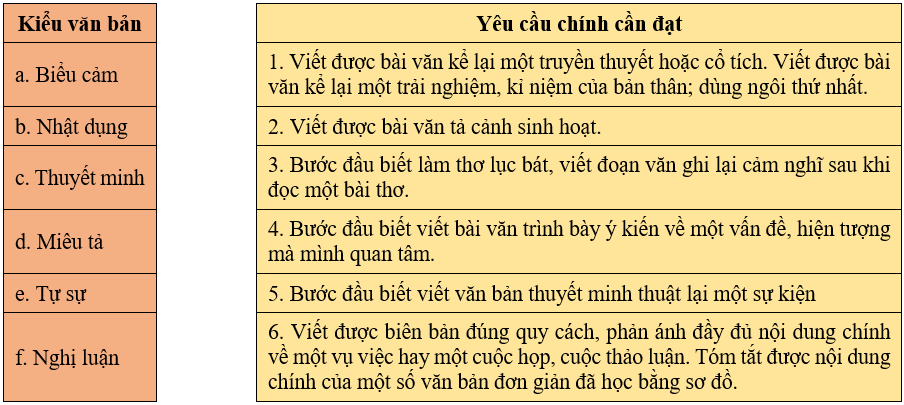 Kiểu văn bản
Yêu cầu chính cần đạt
a. Biểu cảm
1. Viết được bài văn kể lại một truyền thuyết hoặc cổ tích. Viết được bài
văn kể lại một trải nghiệm, kỉ niệm của bản thân; dùng ngôi thứ nhất.
b. Nhật dụng
2. Viết được bài văn tả cảnh sinh hoạt.
c. Thuyết minh
3. Bước đầu biết làm thơ lục bát, viết đoạn văn ghi lại cảm nghĩ sau khi
đọc một bài thơ.
d. Miêu tả
4. Bước đầu biết viết bài văn trình bày ý kiến về một vấn đề, hiện tượng
mà mình quan tâm.
e. Tự sự
5. Bước đầu biết viết văn bản thuyết minh thuật lại một sự kiện
f. Nghị luận
6. Viết được biên bản đúng quy cách, phản ánh đầy đủ nội dung chính
về một vụ việc hay một cuộc họp, cuộc thảo luận. Tóm tắt được nội dung
chính của một số văn bản đơn giản đã học bằng sơ đồ.